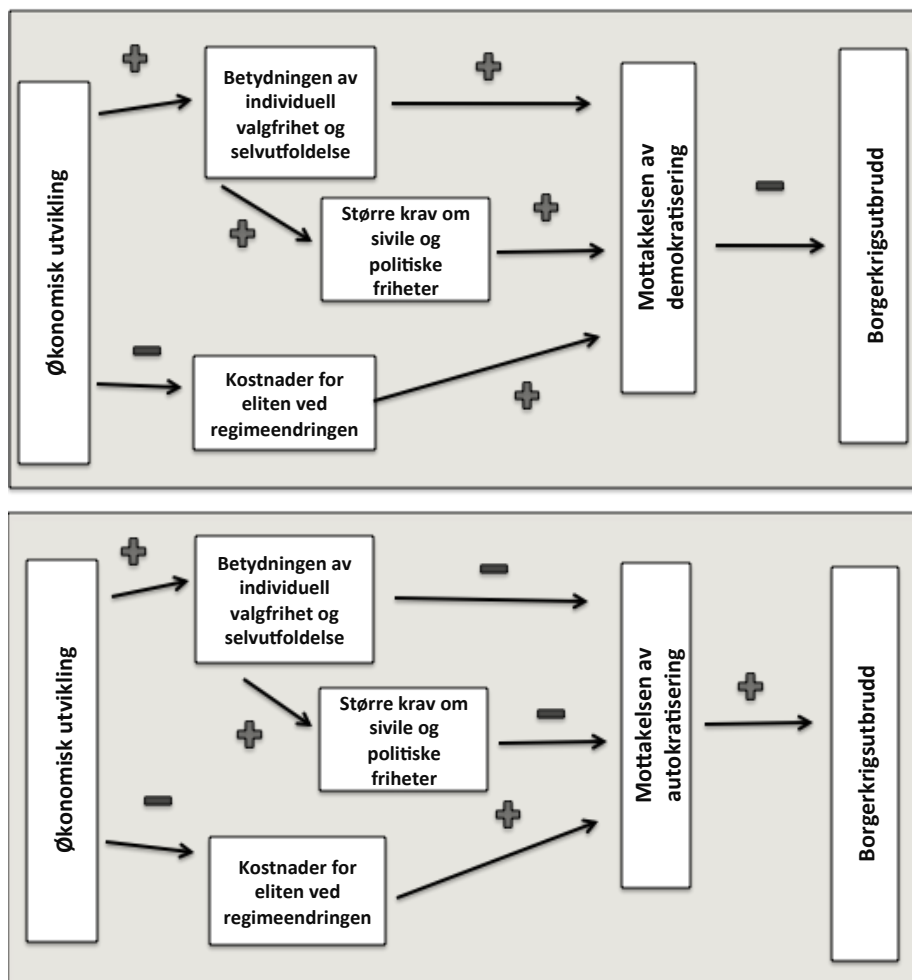 Økonomisk utvikling
Betydningen av
individuell
valgfrihet og
selvutfoldelse
Større krav om
sivile og
politiske
friheter
Kostnader for
eliten ved
regimeendringen
Mottakkelsen av
demokratisering
Borgerkrigsutbrudd
Økonomisk utvikling
Betydningen av
individuell
valgfrihet og
selvutfoldelse
Større krav om
sivile og
politiske
friheter
Kostnader for
eliten ved
regimeendringen
Mottakelsen av
autokratisering
Borgerkrigsutbrudd